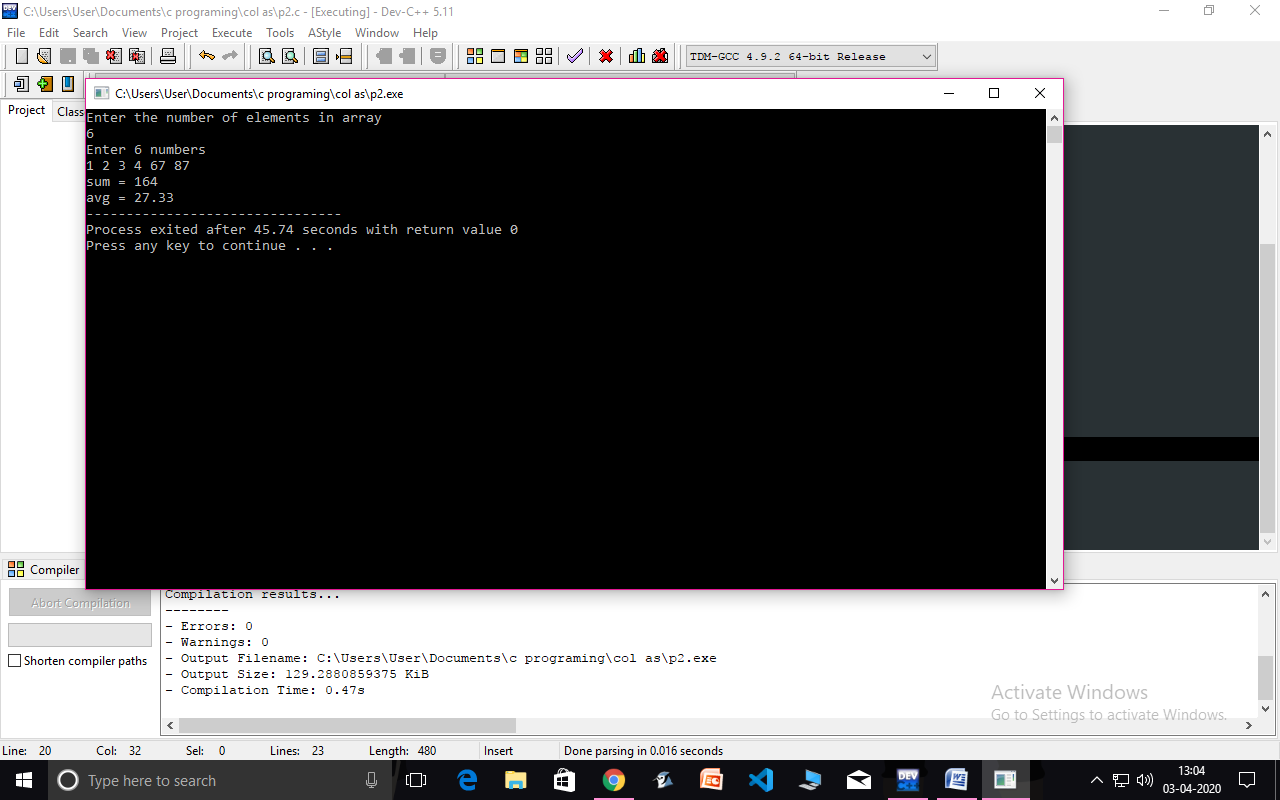 C:\Users\User\Documents\c programing\col as\p2.c - [Executing] - Dev-C++ 5.11
File Edit Search View Project Execute Tools AStyle Window Help
TDM-GCC 4.9.2 64-bit Release
Project Class
C:\Users\User\Documents\c programing\col as\p2.exe
Enter the number of elements in array
6
Enter 6 numbers
1 2 3 4 67 87
sum = 164
avg = 27.33
--------------------------------
Process exited after 45.74 seconds with return value 0
Press any key to continue . . .
Compiler
Abort Compilation
Shorten compiler paths
Compilation results...
--------
- Errors: 0
- Warnings: 0
- Output Filename: C:\Users\User\Documents\c programing\col as\p2.exe
- Output Size: 129.2880859375 KiB
- Compilation Time: 0.47s
Activate Windows
Go to Settings to activate Windows.
Line: 20 Col: 32 Sel: 0 Lines: 23 Length: 480 Insert Done parsing in 0.016 seconds
Type here to search
13:04
03-04-2020